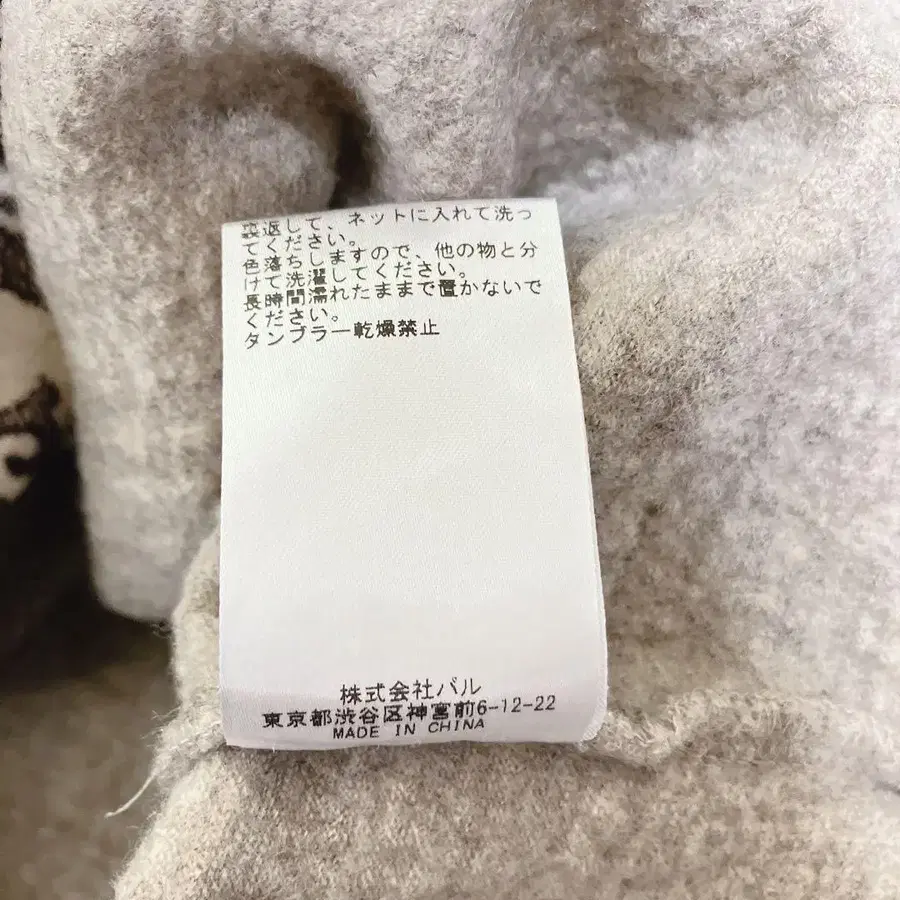 裏返して、ネットに入れて洗っ
てください。
色落ちしますので、他の物と分
けて洗濯してください。
長時間濡れたままで置かないで
ください。
タンブラー乾燥禁止
株式会社バル
東京都渋谷区神宮前6-12-22
MADE IN CHINA